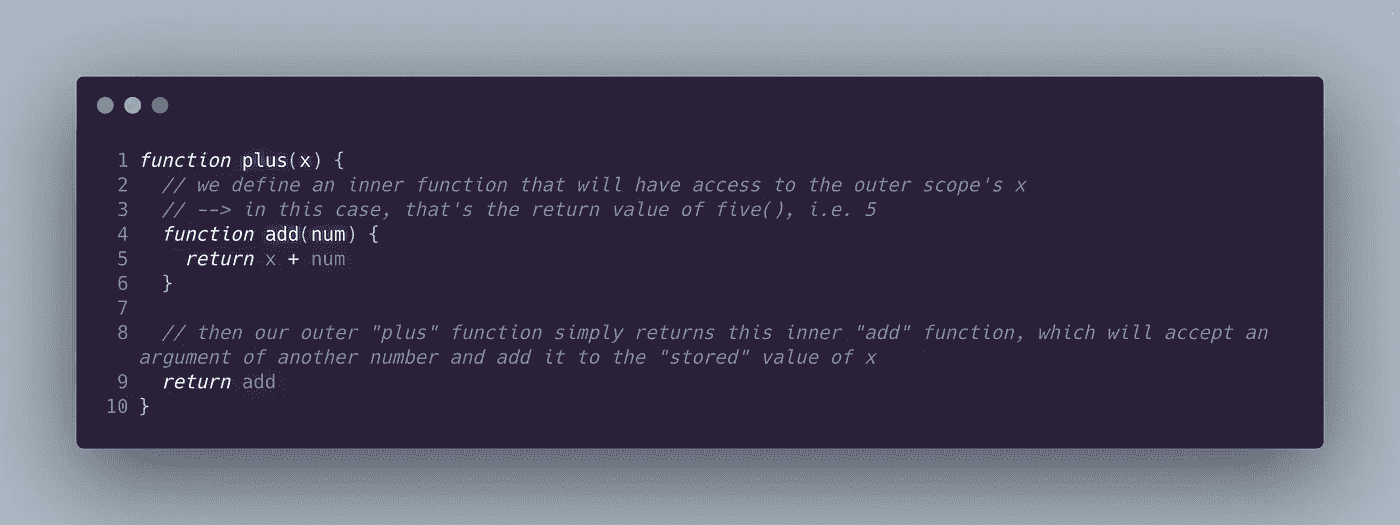 1 function plus(x) {
2 // we define an inner function that will have access to the outer scope's x
3 // --> in this case, that's the return value of five(), i.e. 5
4 function add(num) {
5 return x + num
6 }
7
8 // then our outer "plus" function simply returns this inner "add" function, which will accept an
argument of another number and add it to the "stored" value of x
9 return add
10 }